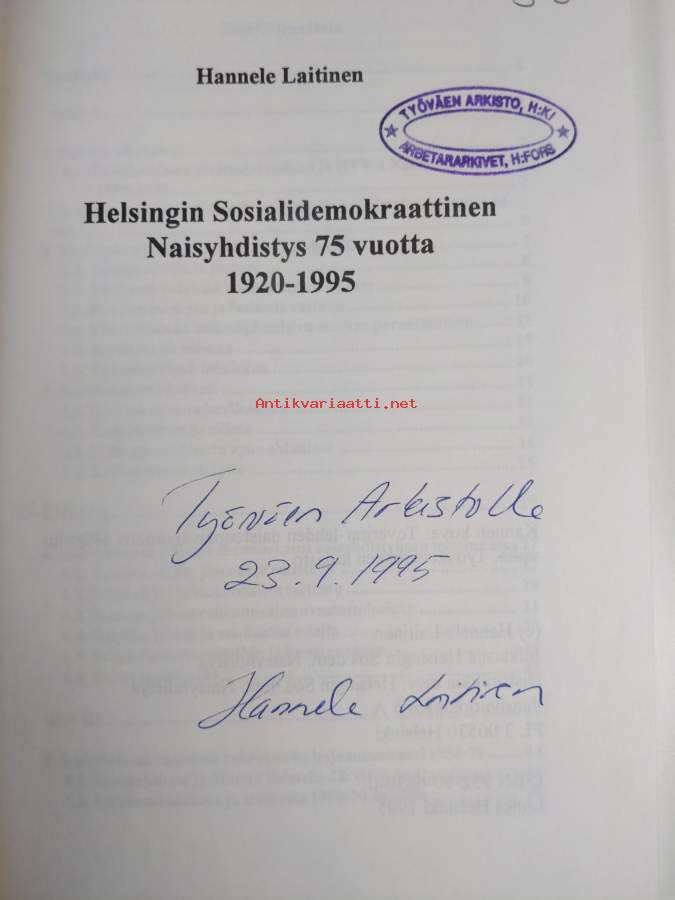 Hannele Laitinen
TYÖVÄEN ARKISTO, H:KI
ARBETARARKIVET, H:FORS
Helsingin Sosialidemokraattinen
Naisyhdistys 75 vuotta
1920-1995
Antikvariaatti.net
Työväen Arkistolle
23.9.1995
Hannele Laitinen